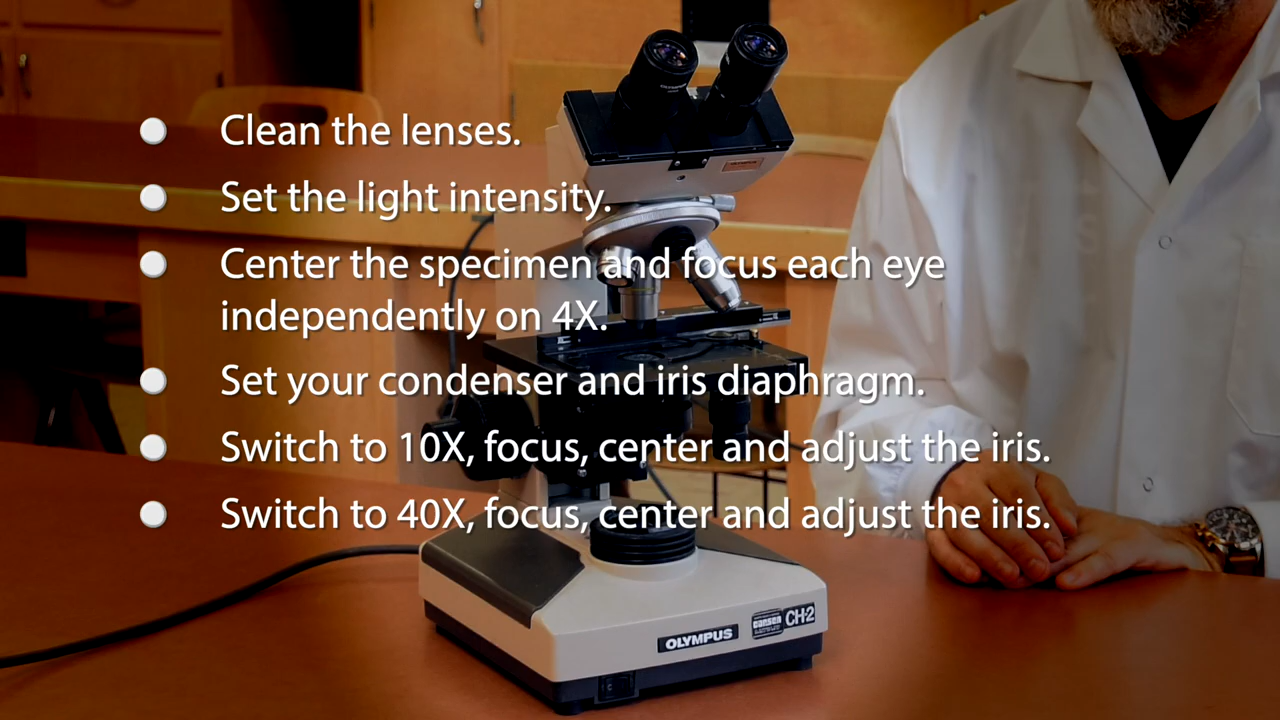 Clean the lenses.
Set the light intensity.
Center the specimen and focus each eye
independently on 4X.
Set your condenser and iris diaphragm.
Switch to 10X, focus, center and adjust the iris.
Switch to 40X, focus, center and adjust the iris.
OLYMPUS
CH-2